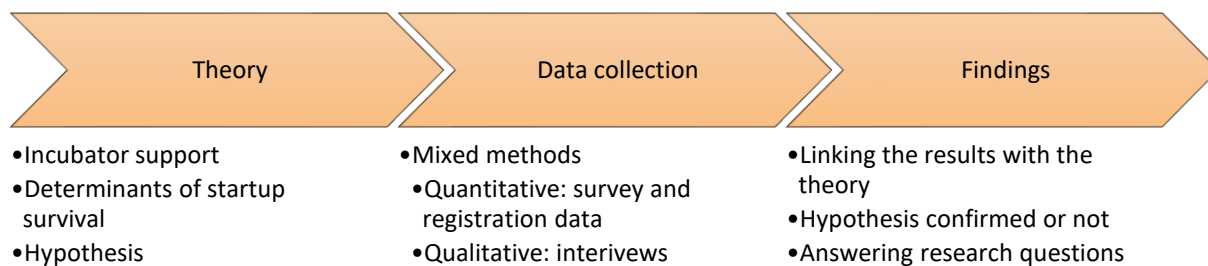 Theory
Data collection
Findings
•Incubator support
•Determinants of startup
survival
•Hypothesis
•Mixed methods
•Quantitative: survey and
registration data
•Qualitative: interivews
•Linking the results with the
theory
•Hypothesis confirmed or not
•Answering research questions